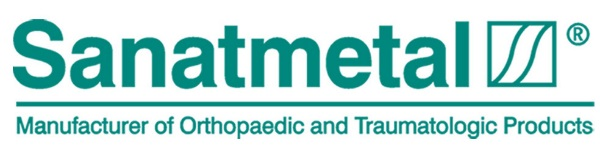 Sanatmetal ®
Manufacturer of Orthopaedic and Traumatologic Products